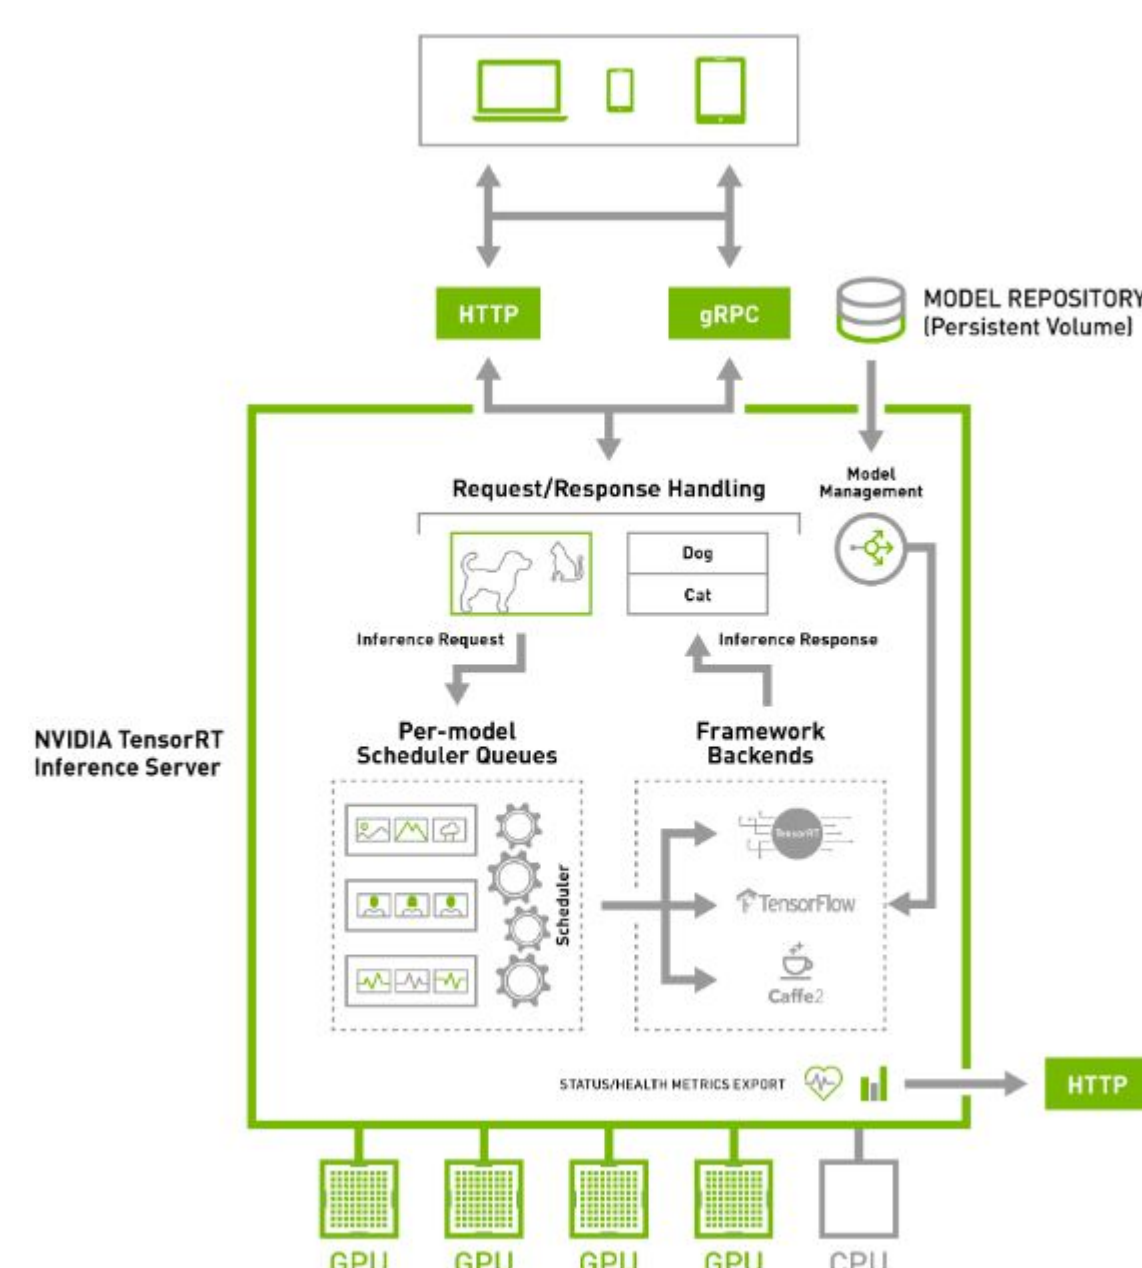 HTTP
gRPC
MODEL REPOSITORY
(Persistent Volume)
Request/Response Handling
Model
Management
Dog
Cat
Inference Request
Inference Response
NVIDIA TensorRT
Inference Server
Per-model
Scheduler Queues
Framework
Backends
Scheduler
TensorRT
TensorFlow
Caffe2
STATUS/HEALTH METRICS EXPORT
HTTP
GPU
GPU
GPU
GPU
CPU